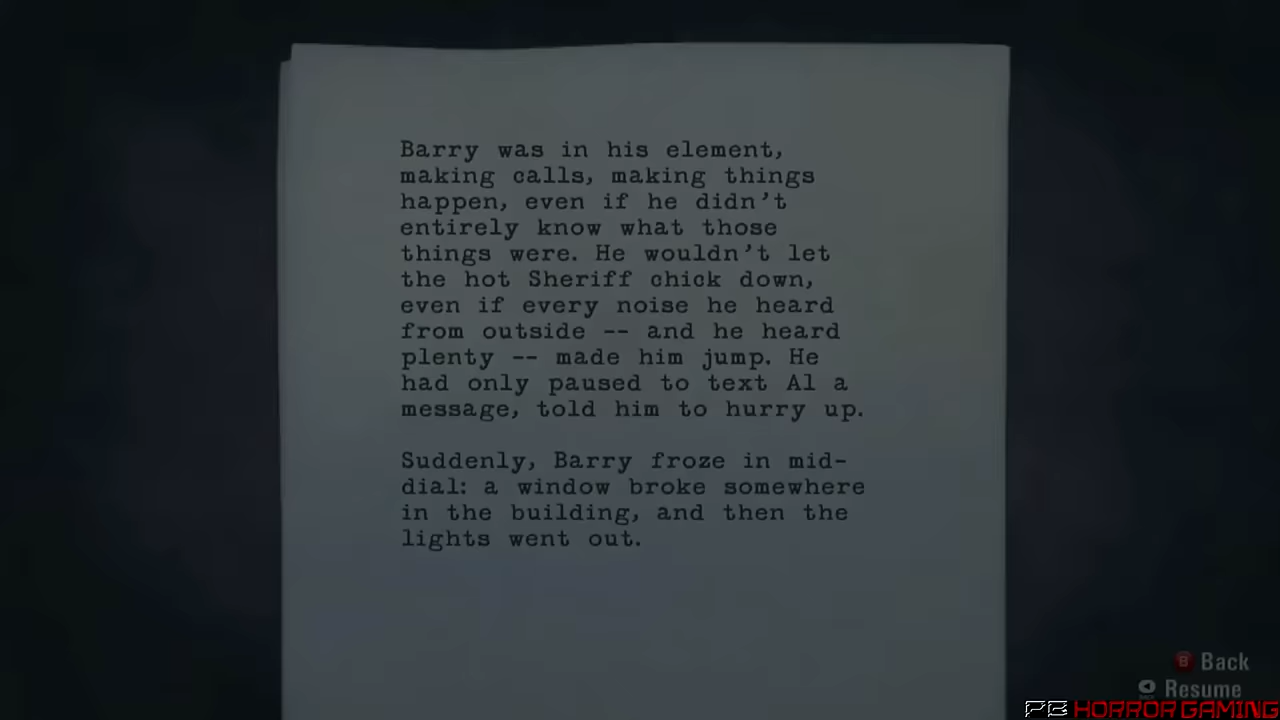 Barry was in his element,
making calls, making things
happen, even if he didn't
entirely know what those
things were. He wouldn't let
the hot Sheriff chick down,
even if every noise he heard
from outside -- and he heard
plenty -- made him jump. He
had only paused to text Al a
message, told him to hurry up.
Suddenly, Barry froze in mid-
dial: a window broke somewhere
in the building, and then the
lights went out.
B Back
Resume
HORROR GAMING